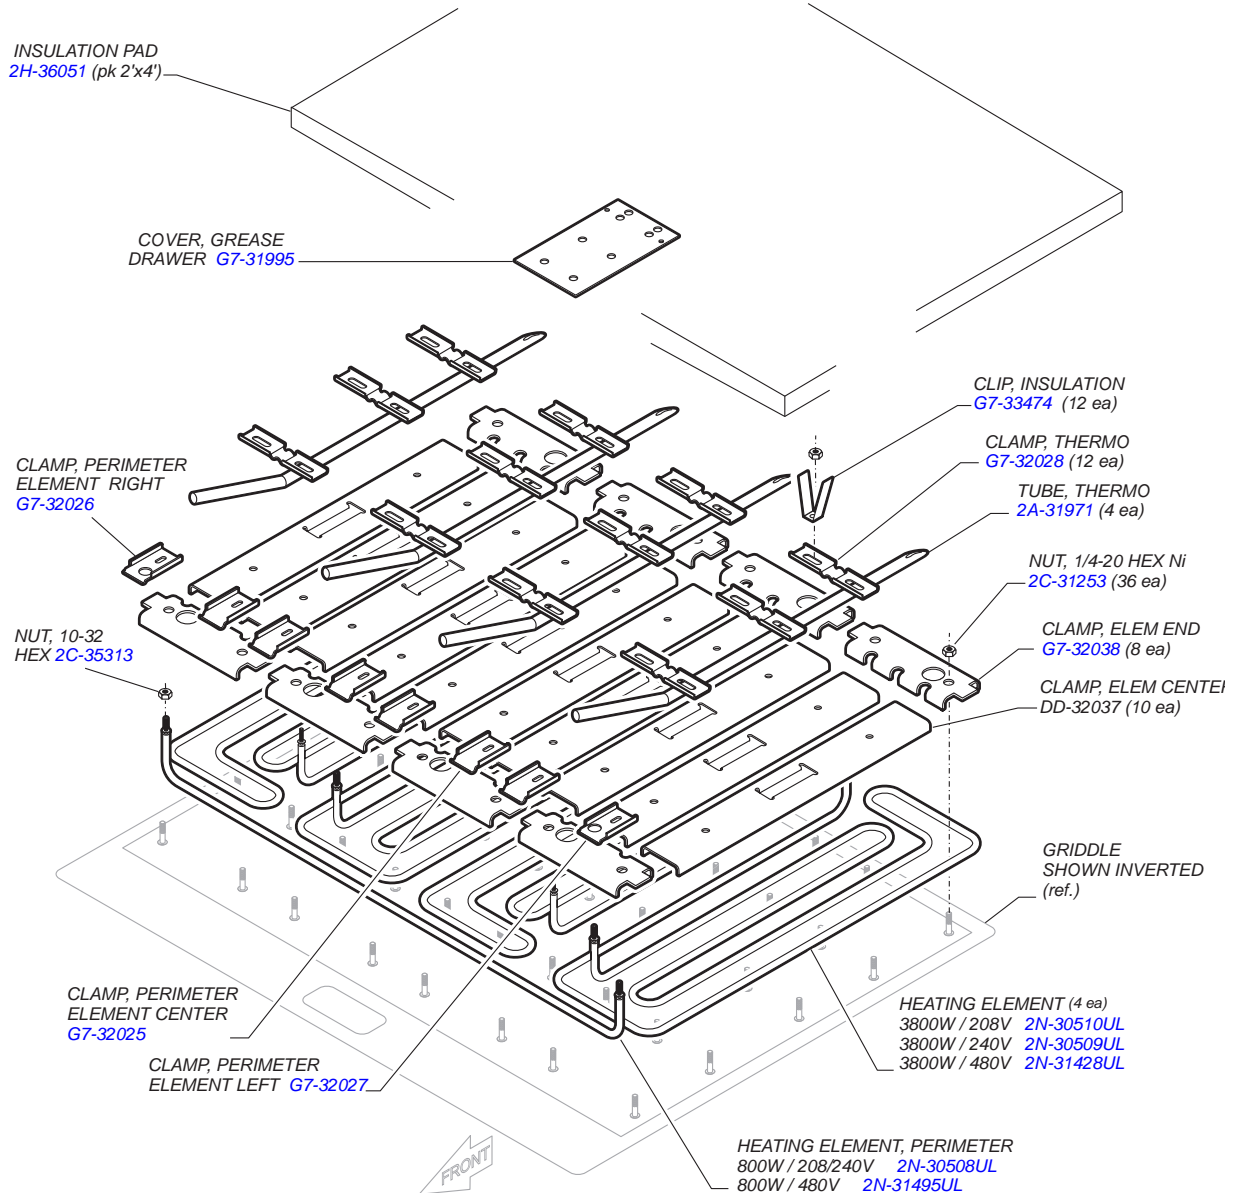 INSULATION PAD
2H-36051 (pk 2'x4')
COVER, GREASE
DRAWER G7-31995
CLAMP, PERIMETER
ELEMENT RIGHT
G7-32026
NUT, 10-32
HEX 2C-35313
CLIP, INSULATION
G7-33474 (12 ea)
CLAMP, THERMO
G7-32028 (12 ea)
TUBE, THERMO
2A-31971 (4 ea)
NUT, 1/4-20 HEX Ni
2C-31253 (36 ea)
CLAMP, ELEM END
G7-32038 (8 ea)
CLAMP, ELEM CENTER
DD-32037 (10 ea)
GRIDDLE
SHOWN INVERTED
(ref.)
CLAMP, PERIMETER
ELEMENT CENTER
G7-32025
CLAMP, PERIMETER
ELEMENT LEFT G7-32027
HEATING ELEMENT (4 ea)
3800W / 208V 2N-30510UL
3800W / 240V 2N-30509UL
3800W / 480V 2N-31428UL
HEATING ELEMENT, PERIMETER
800W / 208/240V 2N-30508UL
800W / 480V 2N-31495UL
FRONT